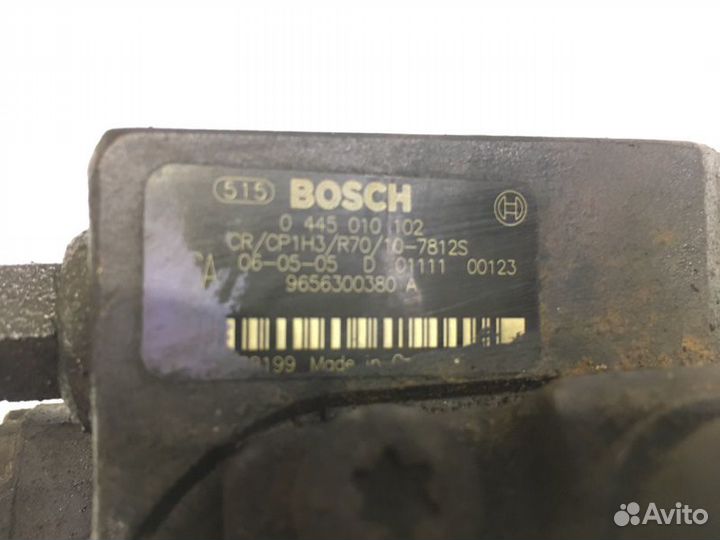 515 BOSCH
0 445 010 102
CR/CP1H3/R70/10-7812S
06-05-05 D 01111 00123
9656300380 A
Made in
Avito